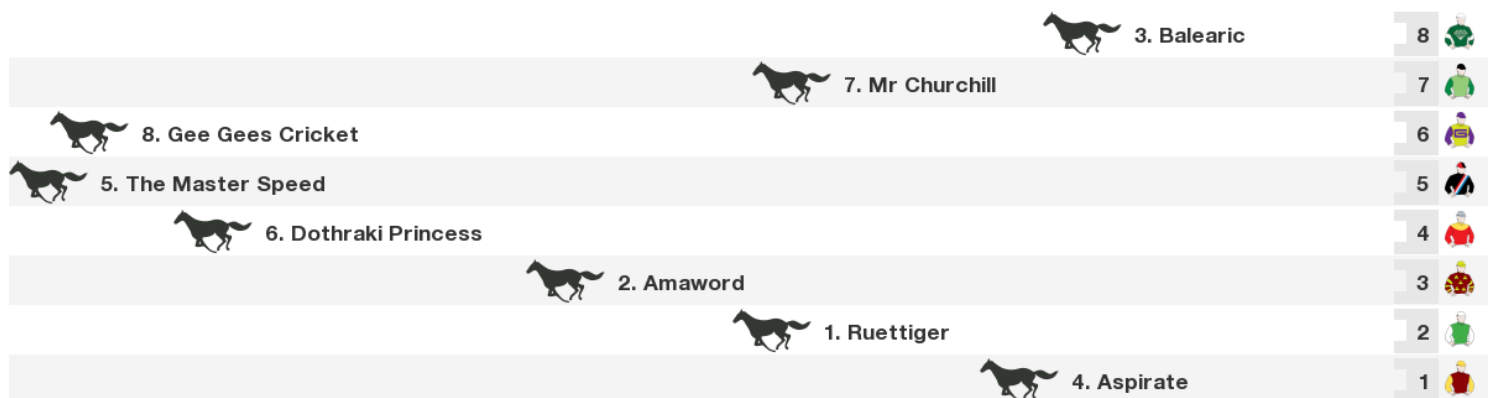 3. Balearic 8
7. Mr Churchill 7
8. Gee Gees Cricket 6 G
5. The Master Speed 5
6. Dothraki Princess 4
2. Amaword 3
1. Ruettiger 2
4. Aspirate 1